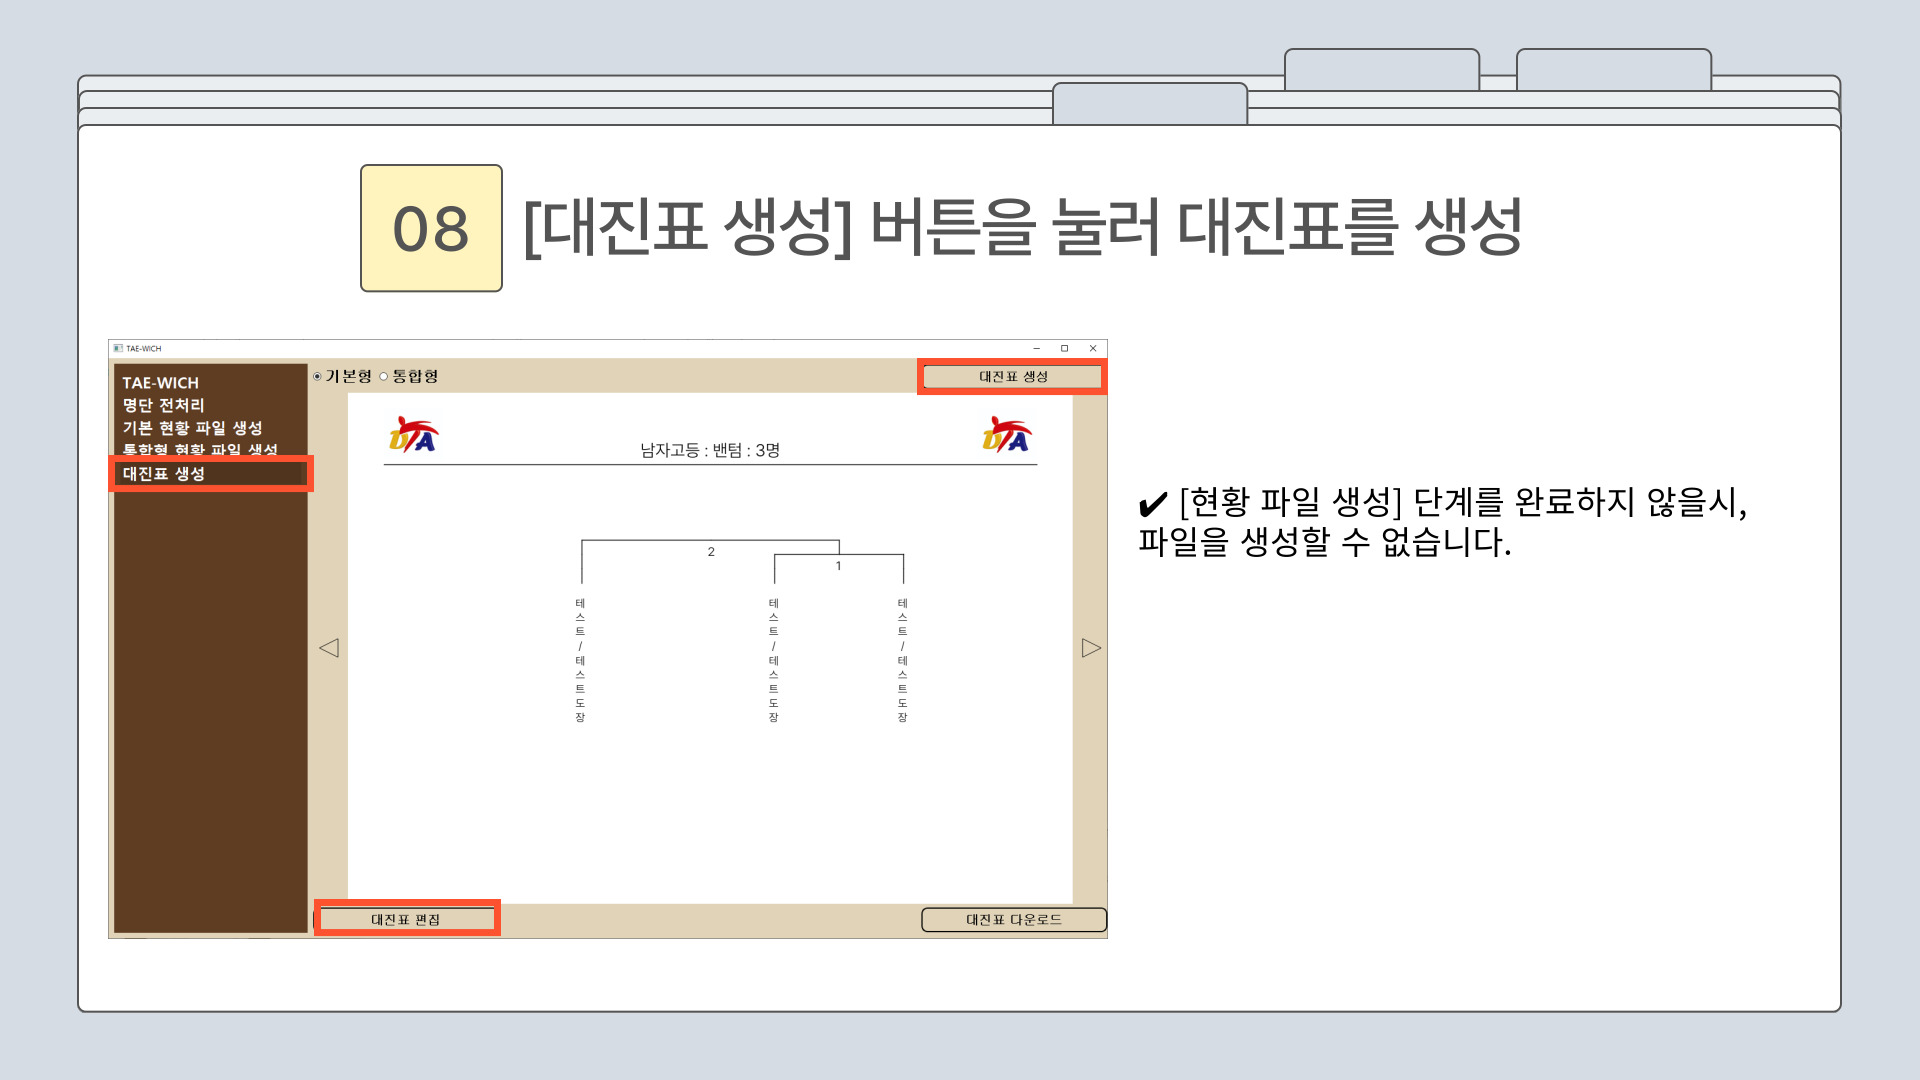 08
[대진표 생성] 버튼을 눌러 대진표를 생성
TAE-WICH
TAE-WICH
명단 전처리
기본 현황 파일 생성
통합형 현황 파일 생성
대진표 생성
기본형 통합형
대진표 생성
남자고등 : 밴텀 : 3명
2
1
테스트/테스트도장
테스트/테스트도장
테스트/테스트도장
대진표 편집
대진표 다운로드
✔ [현황 파일 생성] 단계를 완료하지 않을시,
파일을 생성할 수 없습니다.